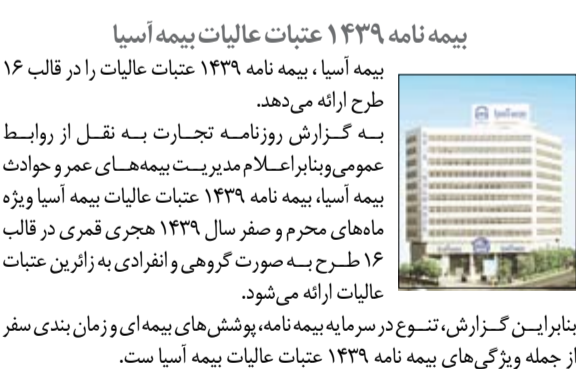 بیمه نامه ۱۴۳۹ عتبات عالیات بیمه آسیا
بیمه آسیا ، بیمه نامه ۱۴۳۹ عتبات عالیات را در قالب ۱۶
طرح ارائه می‌دهد.
به گزارش روزنامه تجارت به نقل از روابط
عمومی‌وبنابراعلام مدیریت بیمه‌های عمر و حوادث
بیمه آسیا، بیمه نامه ۱۴۳۹ عتبات عالیات بیمه آسیا ویژه
ماه‌های محرم و صفر سال ۱۴۳۹ هجری قمری در قالب
۱۶ طرح به صورت گروهی و انفرادی به زائرین عتبات
عالیات ارائه می‌شود.
بنابراین گزارش، تنوع در سرمایه بیمه‌نامه، پوشش‌های بیمه‌ای و زمان بندی سفر
از جمله ویژگی‌های بیمه نامه ۱۴۳۹ عتبات عالیات بیمه آسیا ست.